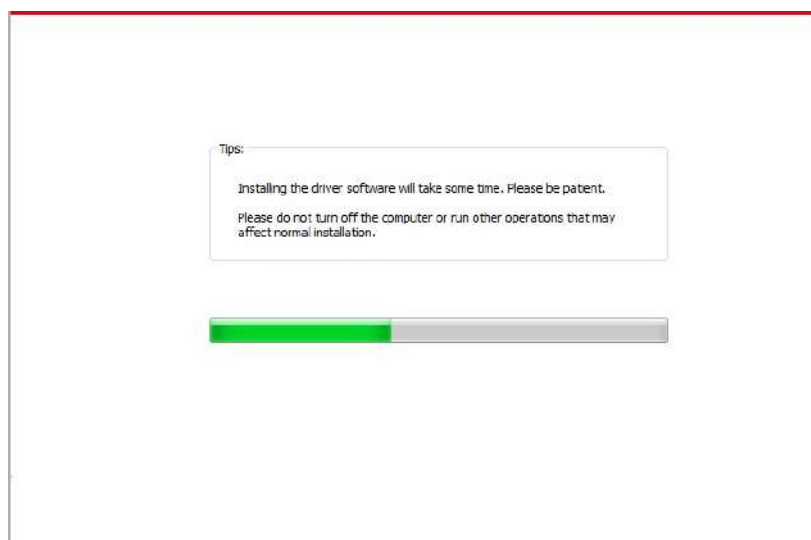 Tips:
Installing the driver software will take some time. Please be patient.
Please do not turn off the computer or run other operations that may
affect normal installation.